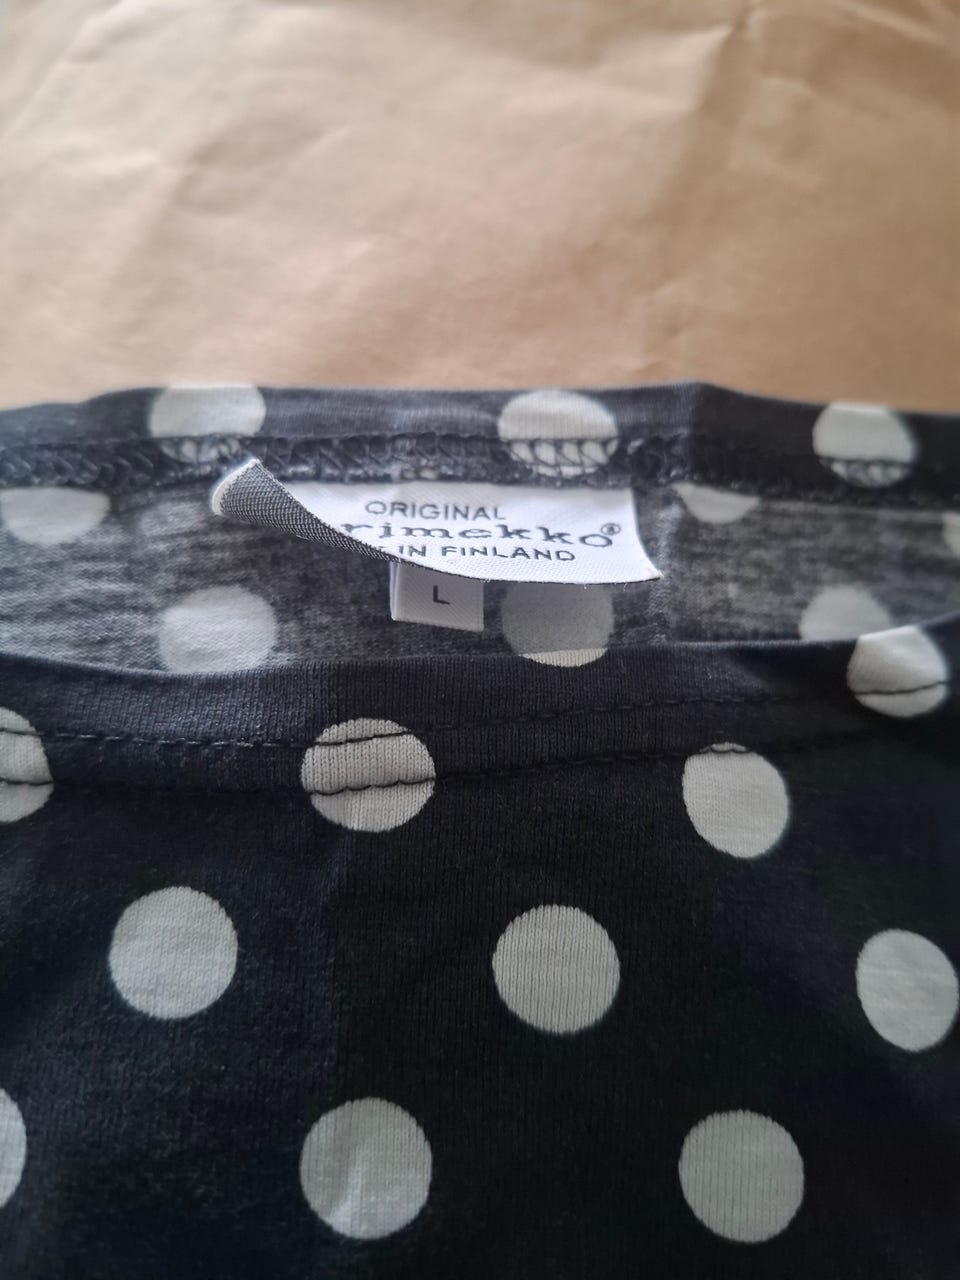 ORIGINAL
rimekko®
IN FINLAND
L